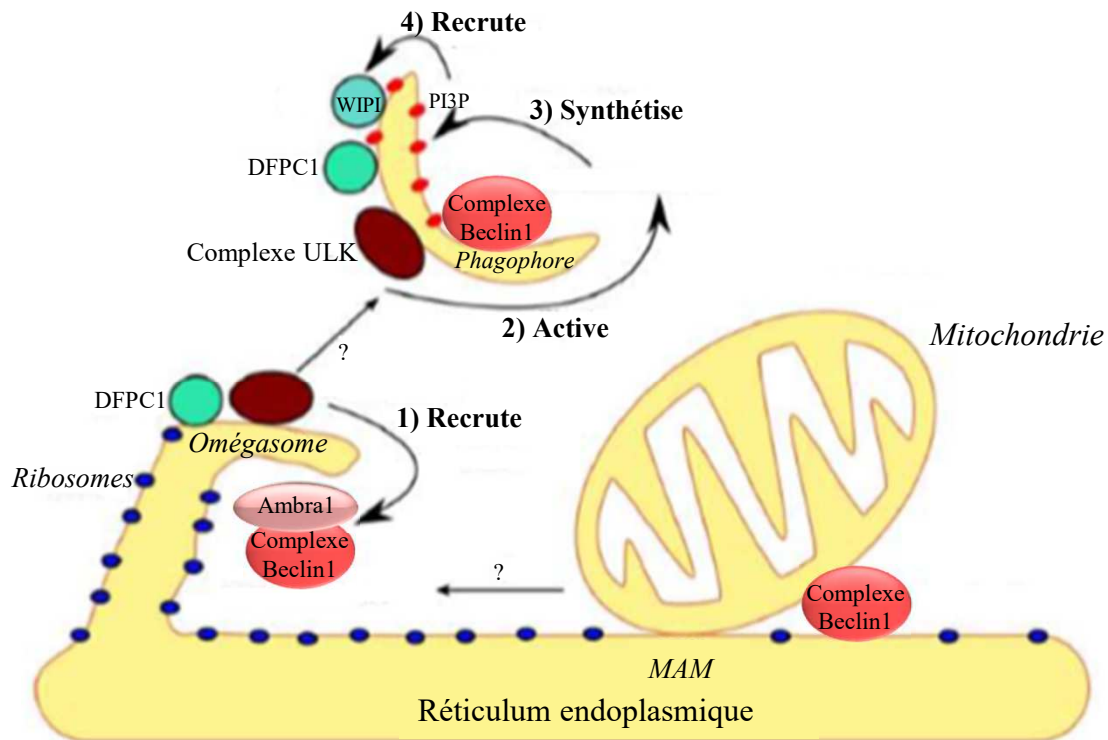 4) Recrute
WIPI
PI3P
3) Synthétise
DFPC1
Complexe
Beclin1
Complexe ULK
Phagophore
2) Active
Mitochondrie
?
DFPC1
1) Recrute
Omégasome
Ribosomes
Ambra1
Complexe
Beclin1
?
Complexe
Beclin1
MAM
Réticulum endoplasmique